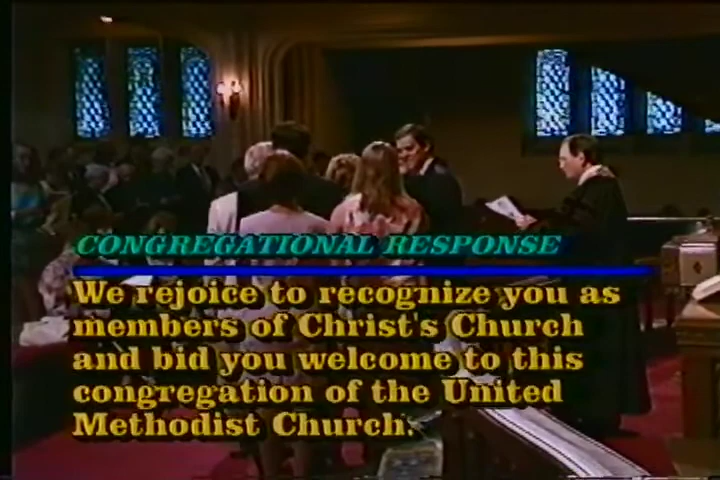 CONGREGATIONAL RESPONSE
We rejoice to recognize you as
members of Christ's Church
and bid you welcome to this
congregation of the United
Methodist Church.